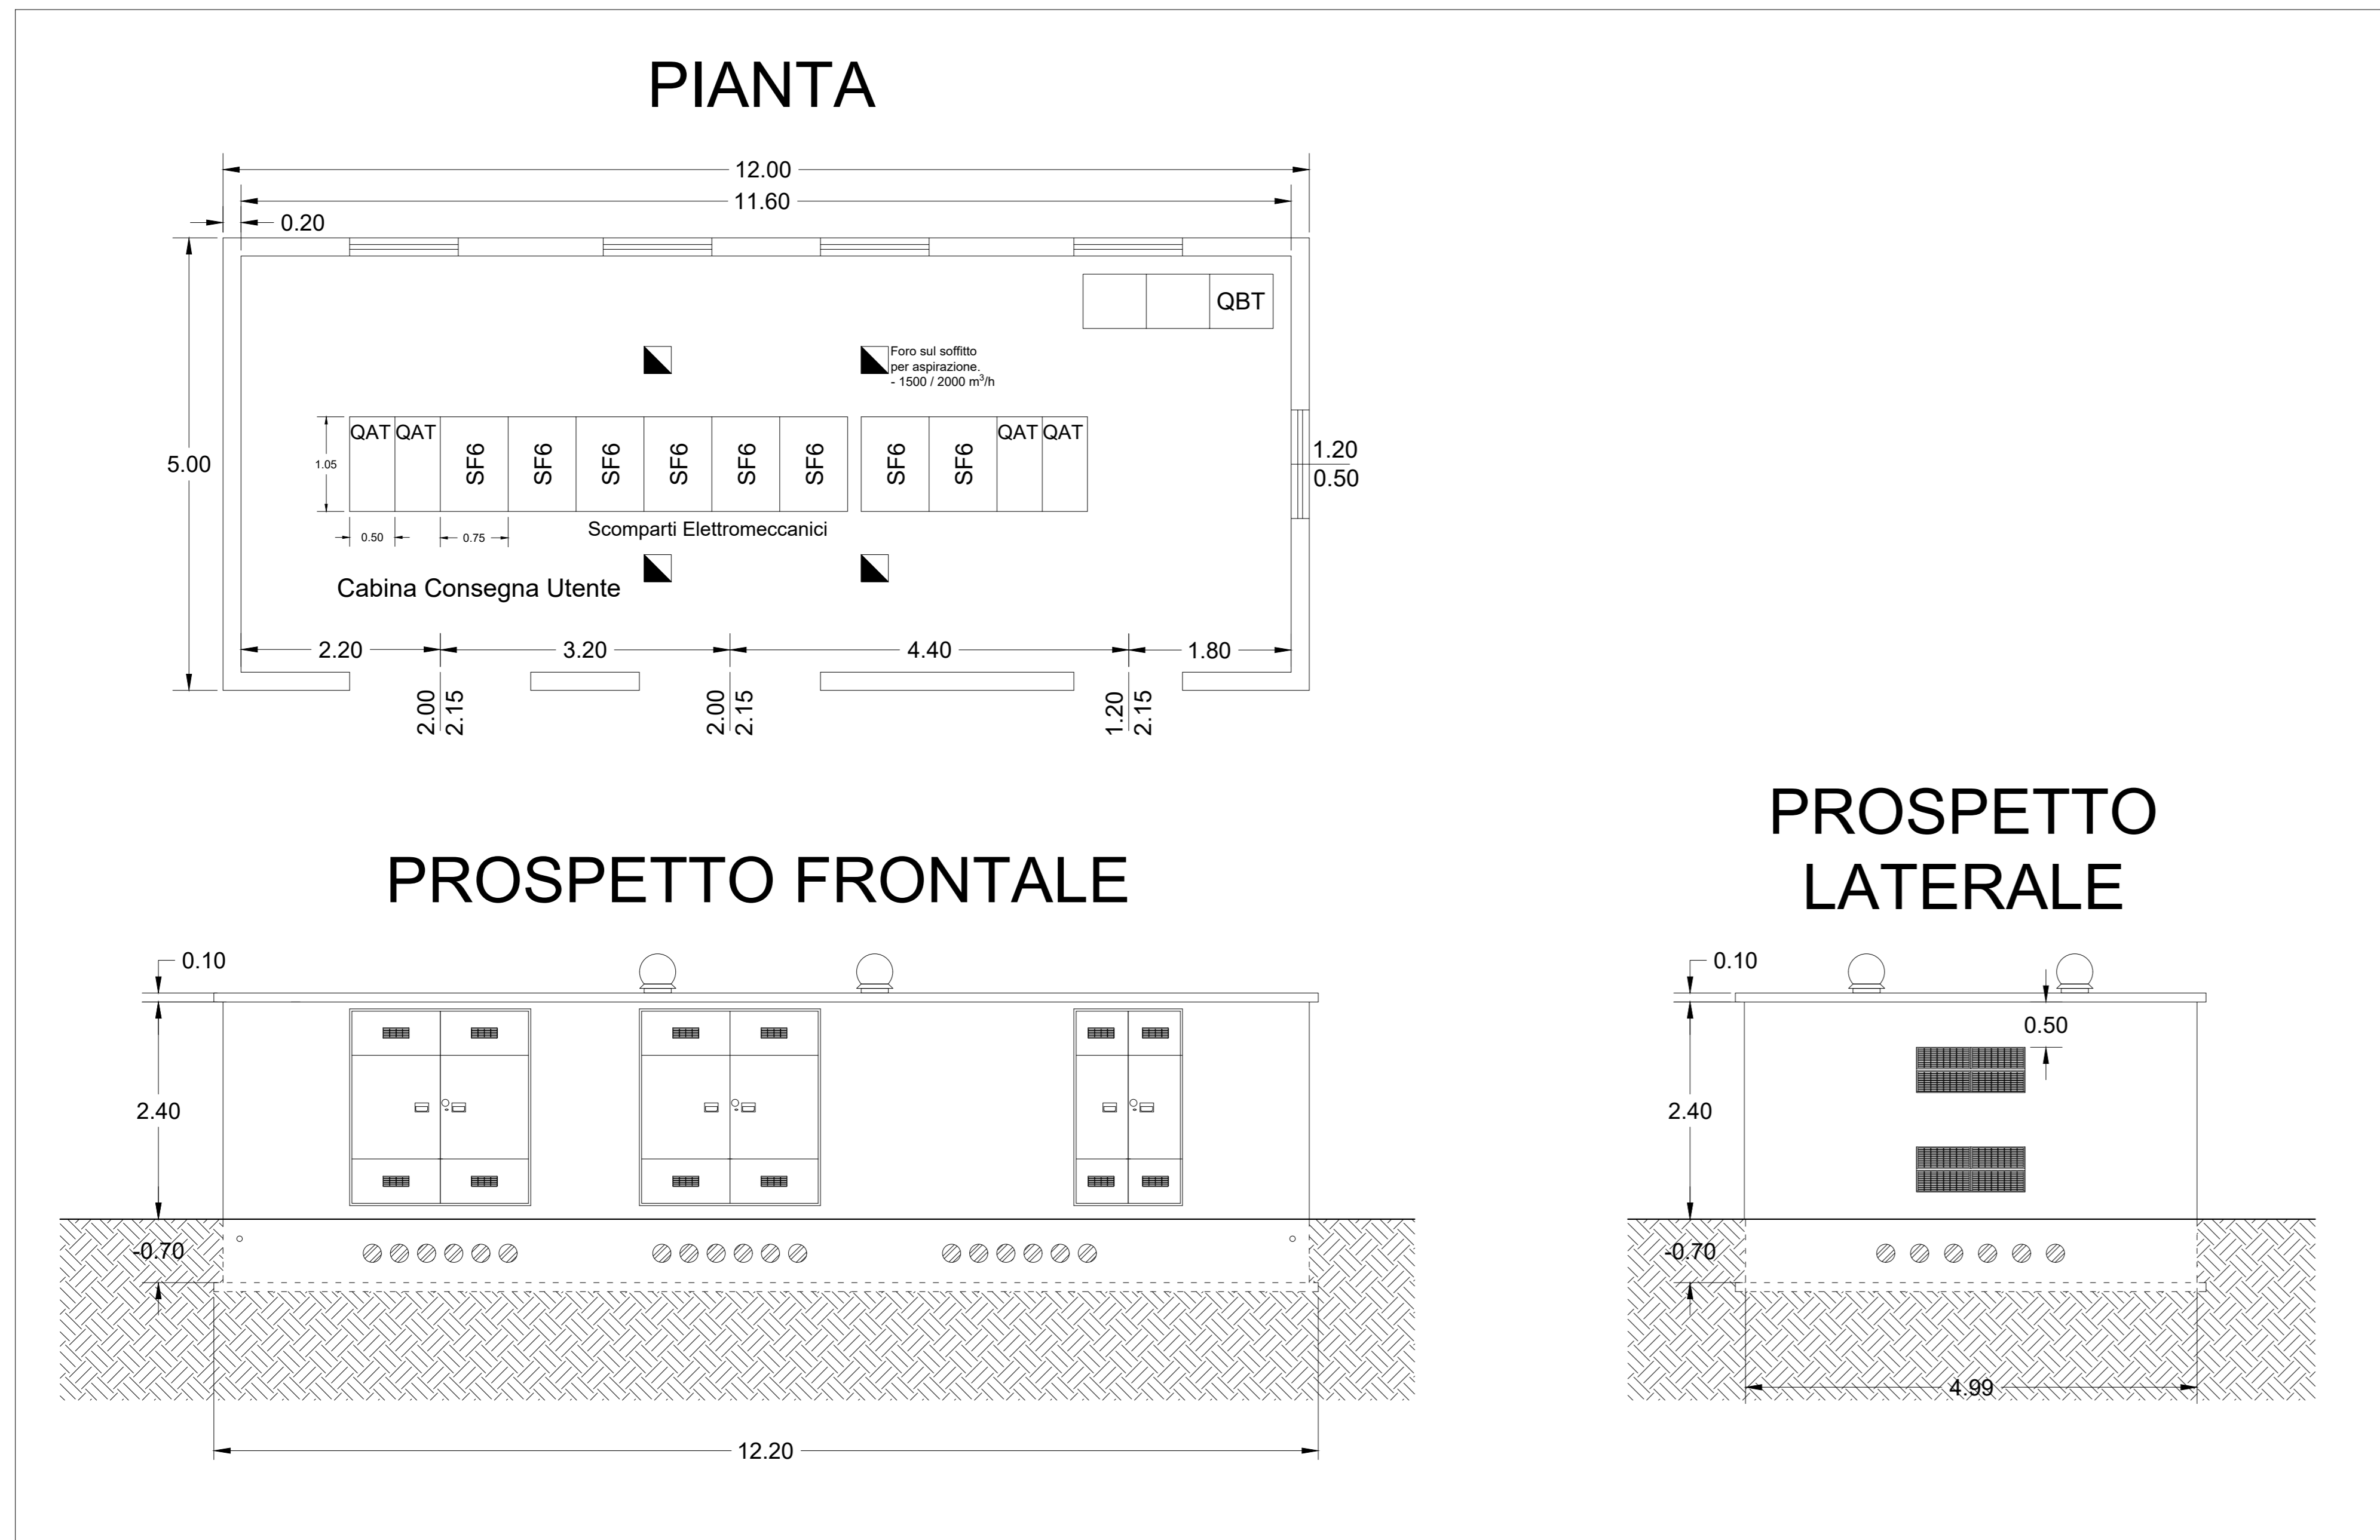 PIANTA
12.00
11.60
0.20
QBT
Foro sul soffitto
per aspirazione.
- 1500 / 2000 m³/h
QAT QAT SF6 SF6 SF6 SF6 SF6 SF6 SF6 SF6 QAT QAT
5.00
1.05
1.20
0.50
0.50
0.75
Scomparti Elettromeccanici
Cabina Consegna Utente
2.20
3.20
4.40
1.80
2.00
2.15
2.00
2.15
1.20
2.15
PROSPETTO FRONTALE
0.10
2.40
-0.70
12.20
PROSPETTO
LATERALE
0.10
0.50
2.40
-0.70
4.99